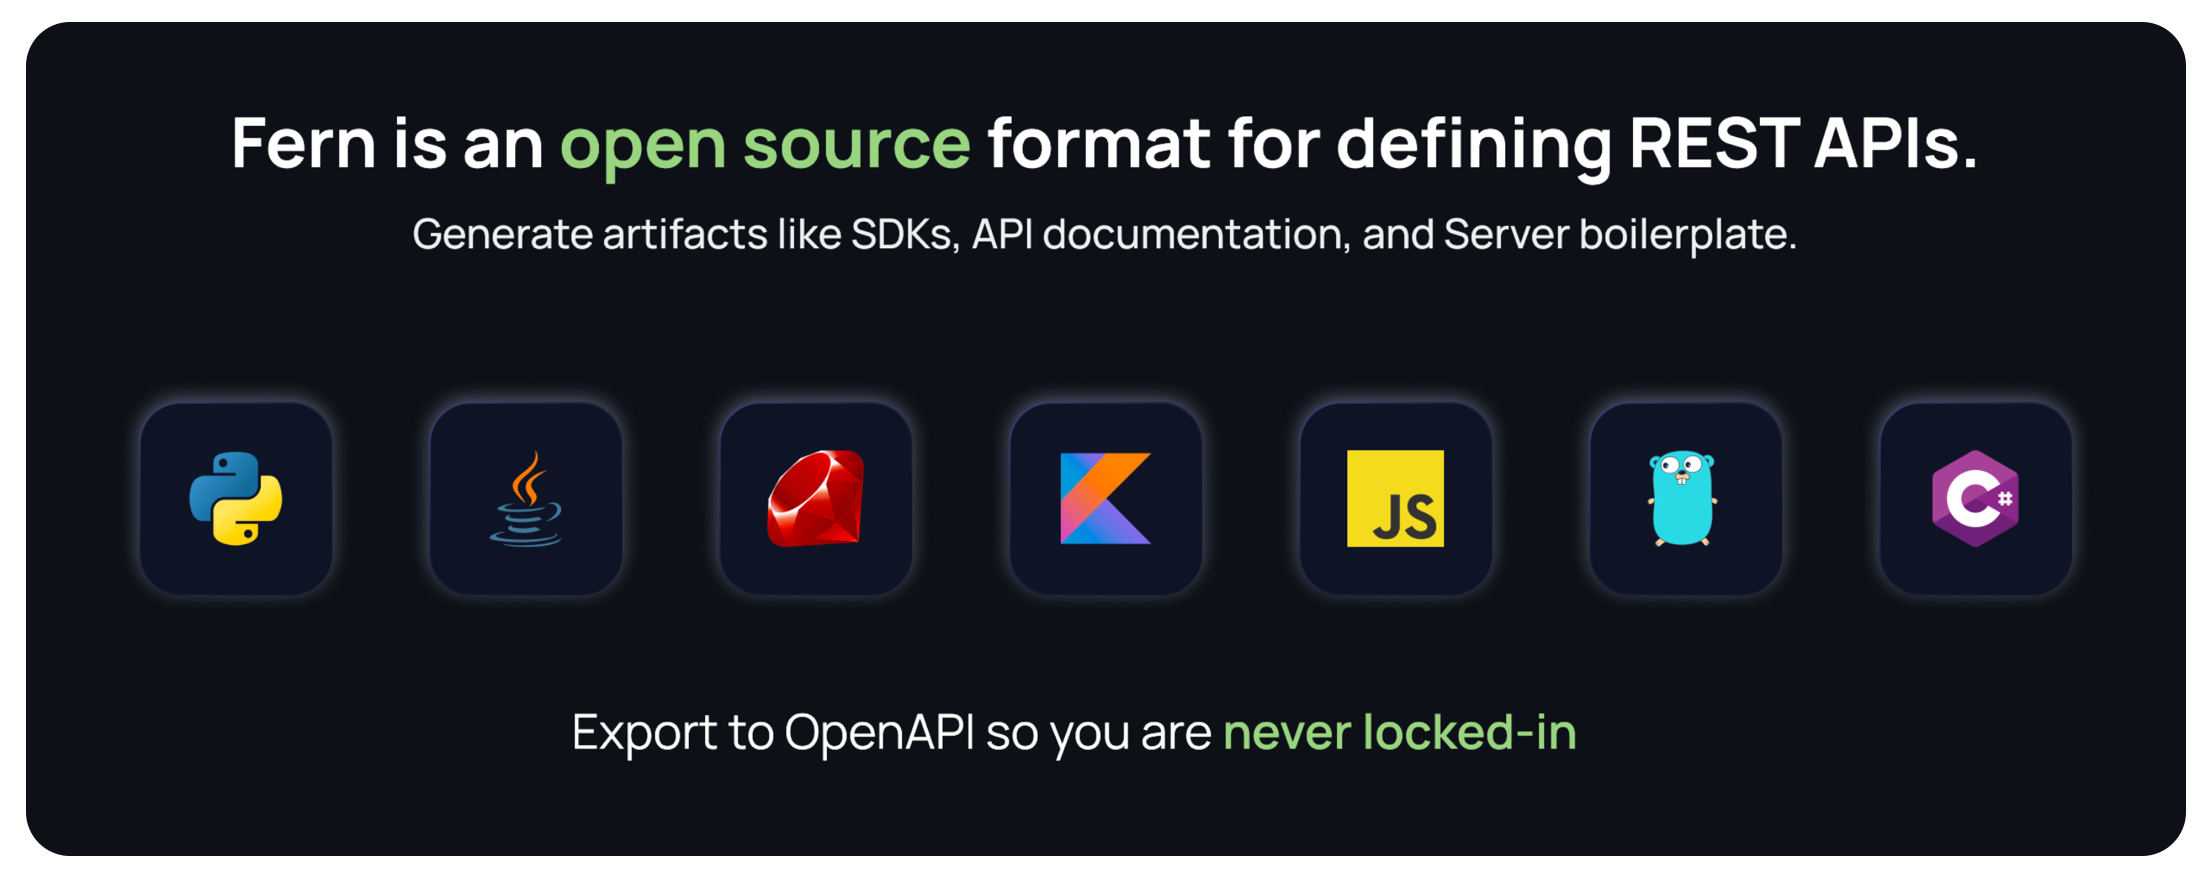 Fern is an open source format for defining REST APIs.
Generate artifacts like SDKs, API documentation, and Server boilerplate.
JS
C#
Export to OpenAPI so you are never locked-in